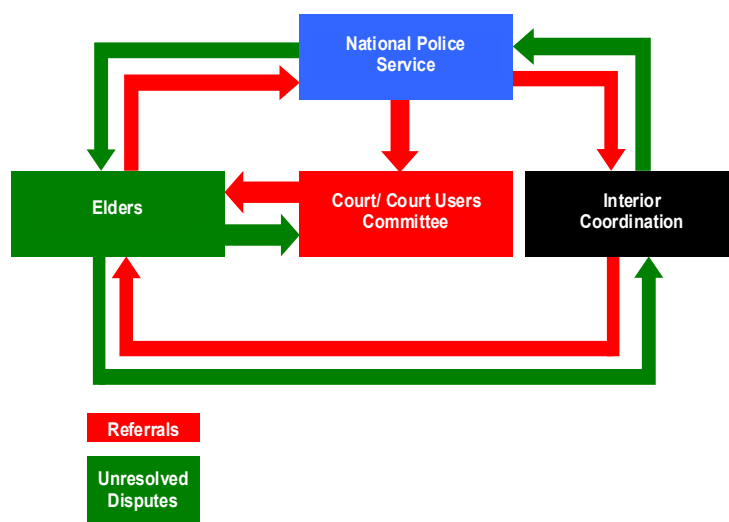 National Police
Service
Elders
Court/ Court Users
Committee
Interior
Coordination
Referrals
Unresolved
Disputes